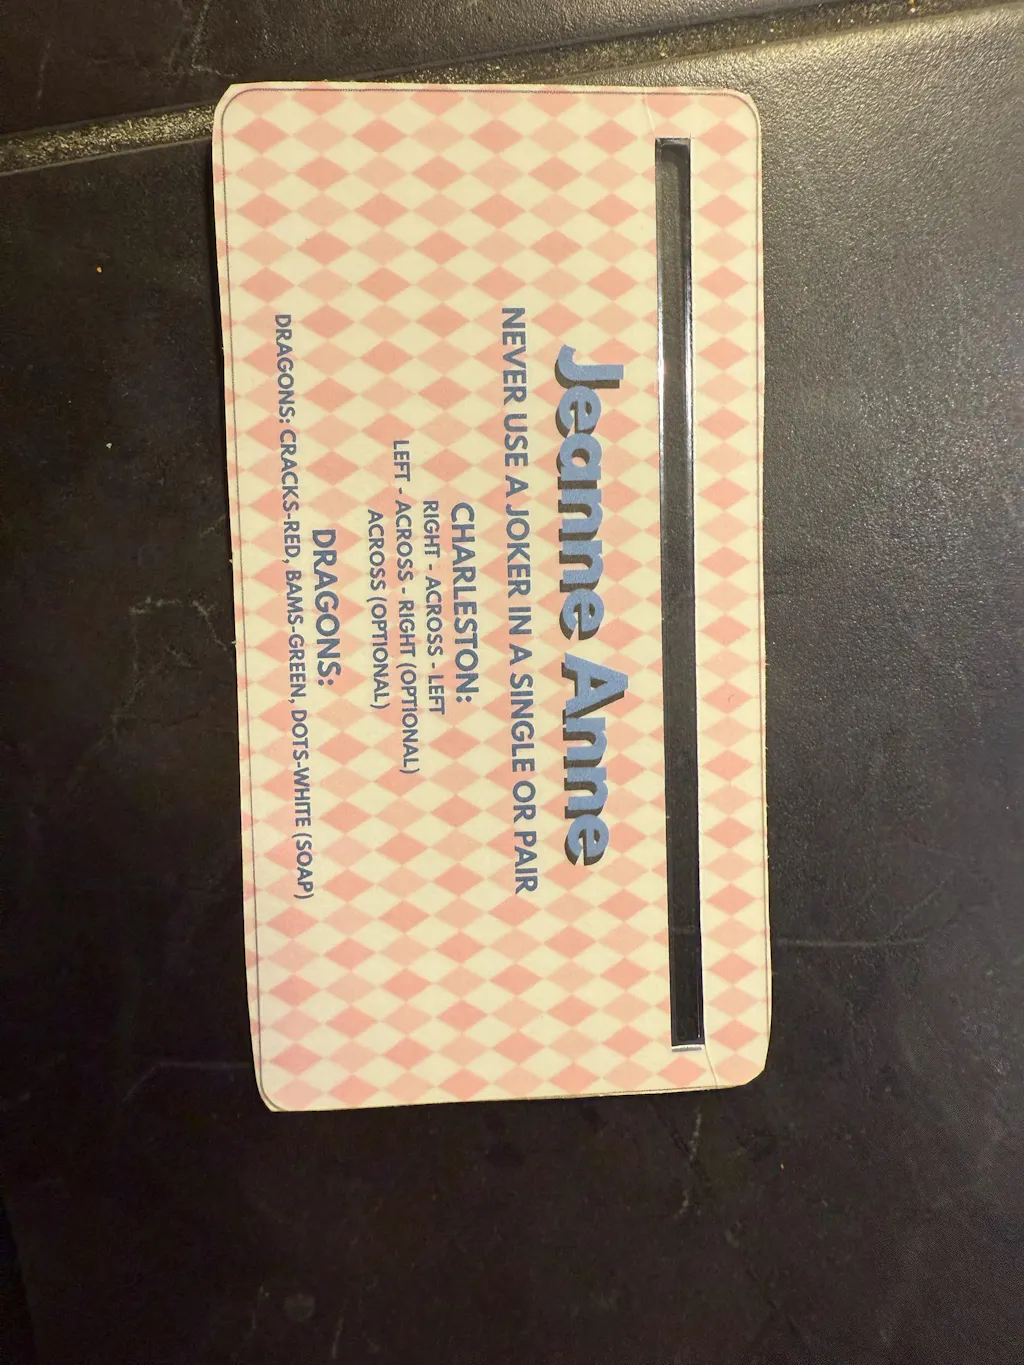 Jeanne Anne
NEVER USE A JOKER IN A SINGLE OR PAIR
CHARLESTON:
RIGHT - ACROSS - LEFT
LEFT - ACROSS - RIGHT (OPTIONAL)
ACROSS (OPTIONAL)
DRAGONS:
DRAGONS: CRACKS-RED, BAMS-GREEN, DOTS-WHITE (SOAP)